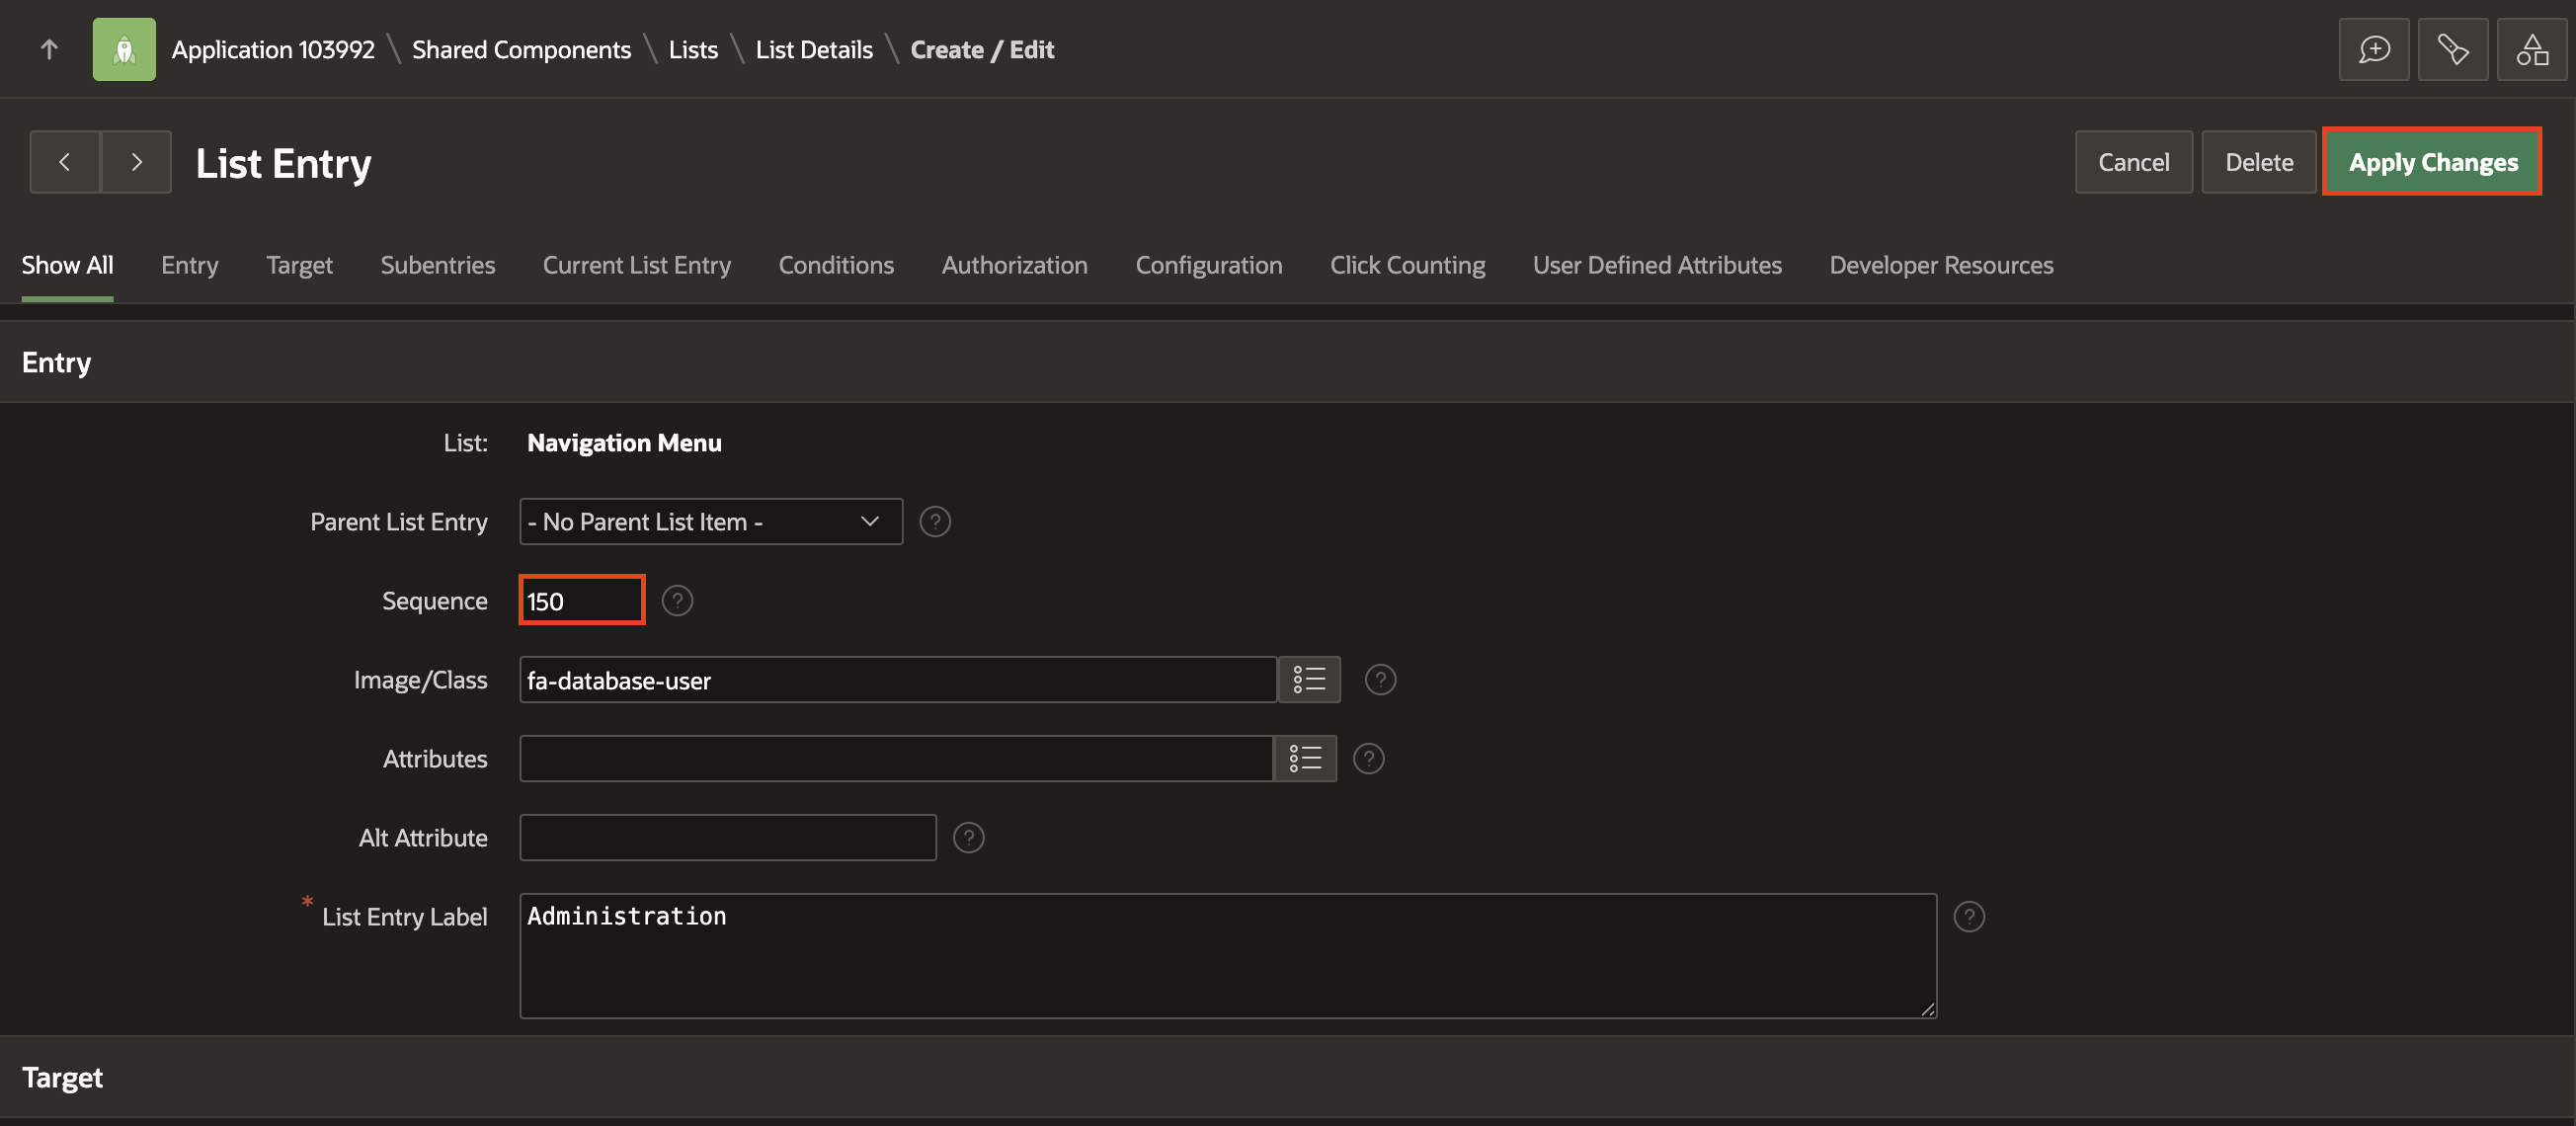 Application 103992 \ Shared Components \ Lists \ List Details \ Create / Edit
List Entry
Cancel Delete Apply Changes
Show All Entry Target Subentries Current List Entry Conditions Authorization Configuration Click Counting User Defined Attributes Developer Resources
Entry
List: Navigation Menu
Parent List Entry - No Parent List Item - ?
Sequence 150 ?
Image/Class fa-database-user ?
Attributes ?
Alt Attribute ?
* List Entry Label Administration ?
Target